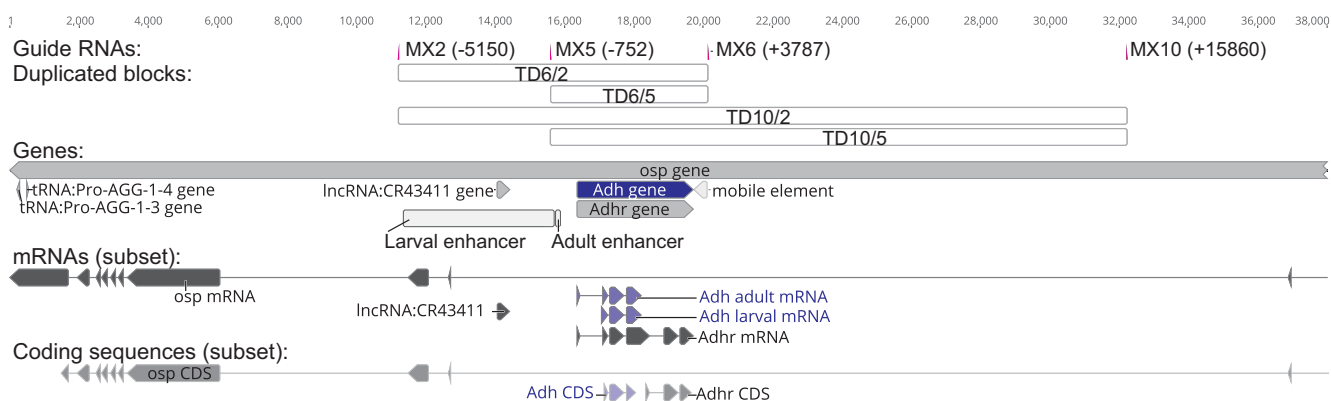 2,000 4,000 6,000 8,000 10,000 12,000 14,000 16,000 18,000 20,000 22,000 24,000 26,000 28,000 30,000 32,000 34,000 36,000 38,000
Guide RNAs: MX2 (-5150) MX5 (-752) MX6 (+3787) MX10 (+15860)
Duplicated blocks: TD6/2
TD6/5
TD10/2
TD10/5
Genes:
osp gene
tRNA:Pro-AGG-1-4 gene lncRNA:CR43411 gene Adh gene mobile element
tRNA:Pro-AGG-1-3 gene Adhr gene
Larval enhancer Adult enhancer
mRNAs (subset):
osp mRNA Adh adult mRNA
lncRNA:CR43411 Adh larval mRNA
Adhr mRNA
Coding sequences (subset):
osp CDS
Adh CDS Adhr CDS